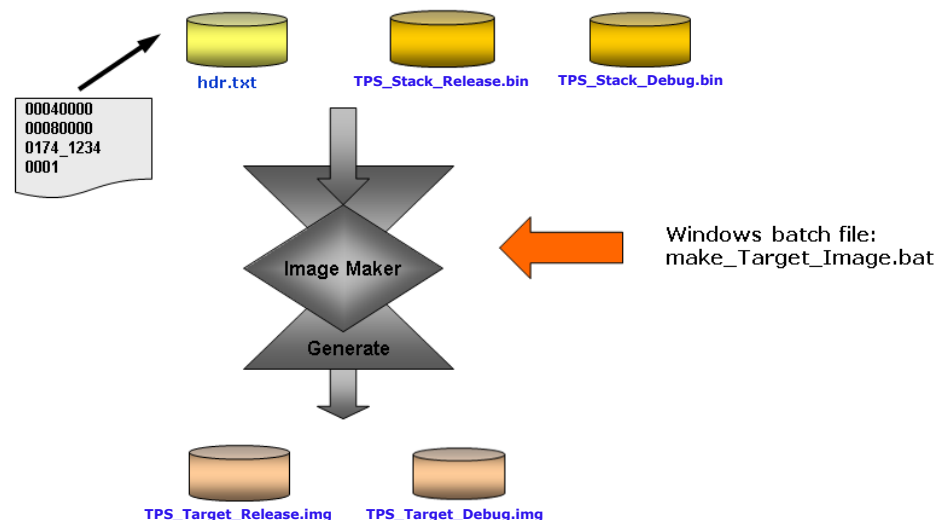 hdr.txt
TPS_Stack_Release.bin
TPS_Stack_Debug.bin
00040000
00080000
0174_1234
0001
Image Maker
Windows batch file:
make_Target_Image.bat
Generate
TPS_Target_Release.img
TPS_Target_Debug.img